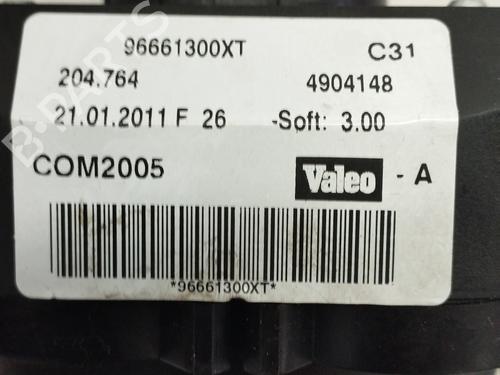 96661300XT C31
204.764 4904148
21.01.2011 F 26 -Soft: 3.00
COM2005 Valeo - A
*96661300XT*
B-PARTS